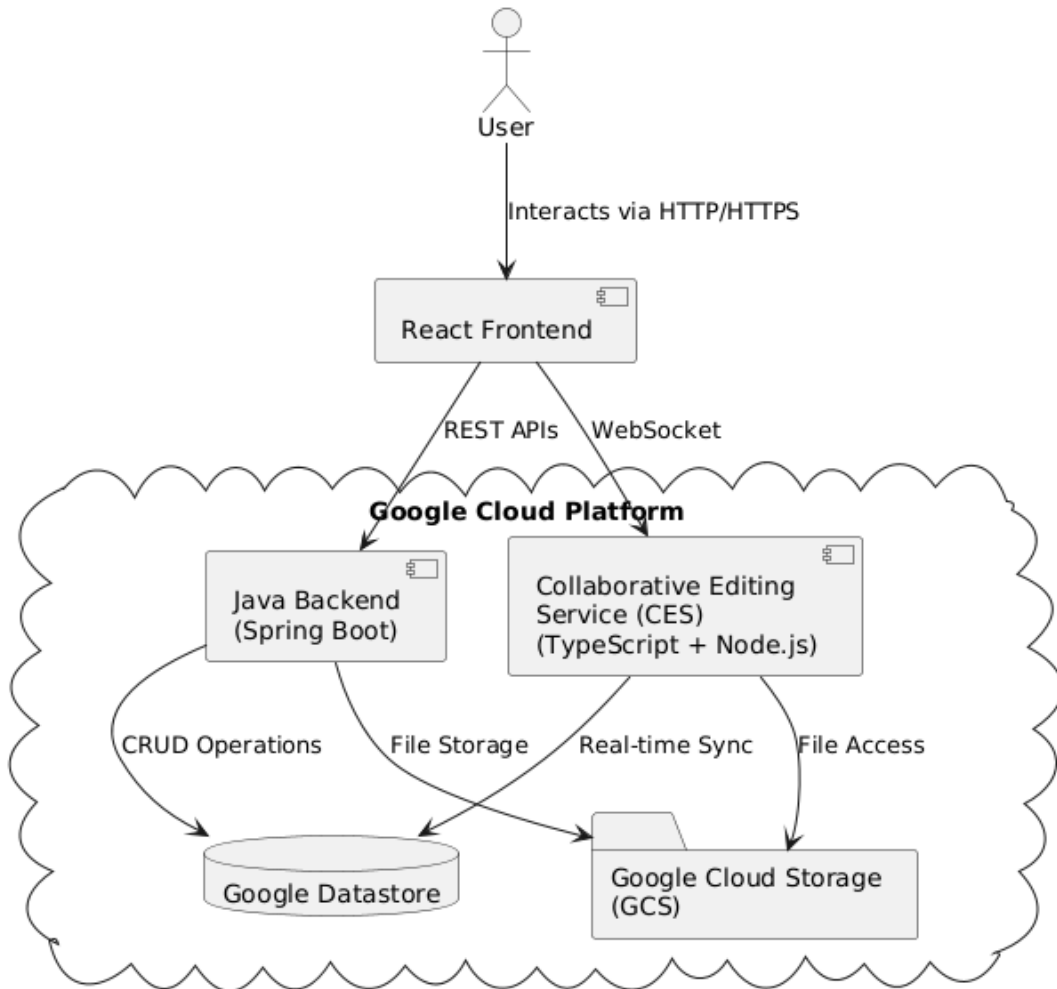 User
Interacts via HTTP/HTTPS
React Frontend
REST APIs
WebSocket
Google Cloud Platform
Java Backend
(Spring Boot)
Collaborative Editing
Service (CES)
(TypeScript + Node.js)
CRUD Operations
File Storage
Real-time Sync
File Access
Google Datastore
Google Cloud Storage
(GCS)